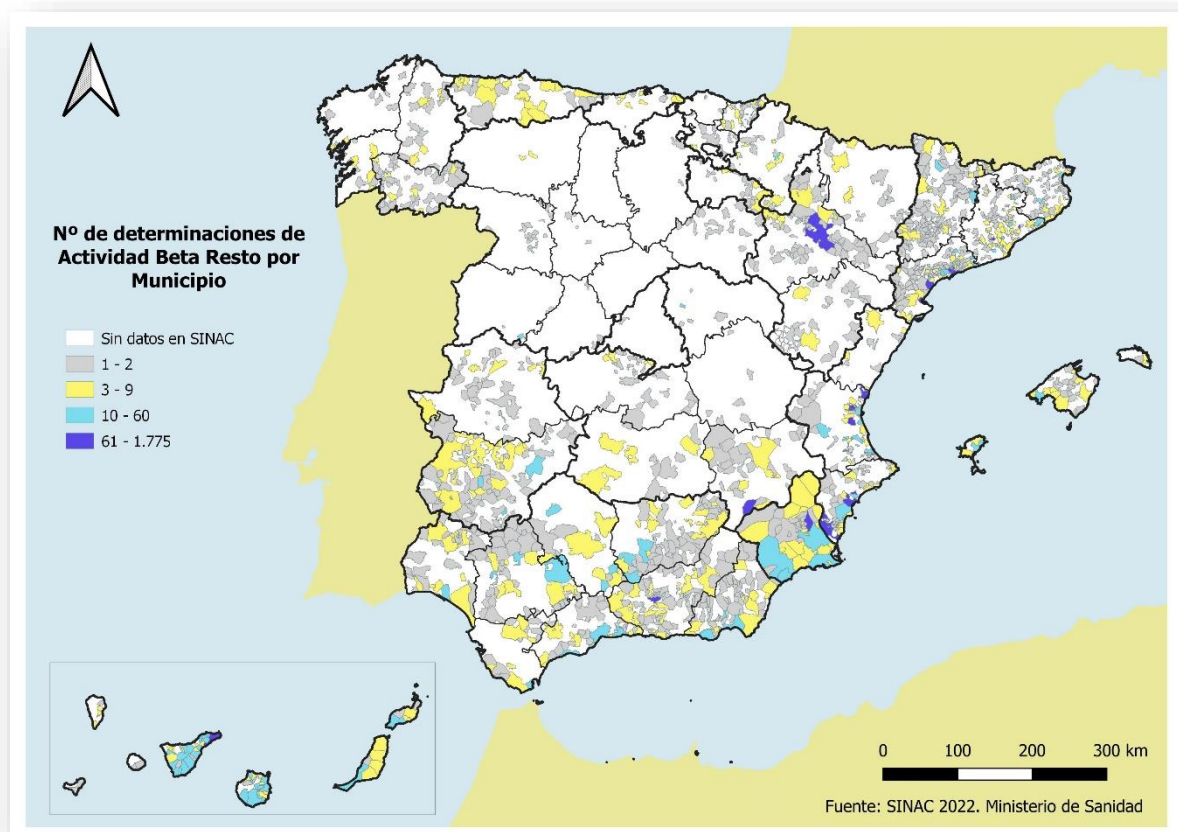 Nº de determinaciones de
Actividad Beta Resto por
Municipio
Sin datos en SINAC
1 - 2
3 - 9
10 - 60
61 - 1.775
0 100 200 300 km
Fuente: SINAC 2022. Ministerio de Sanidad